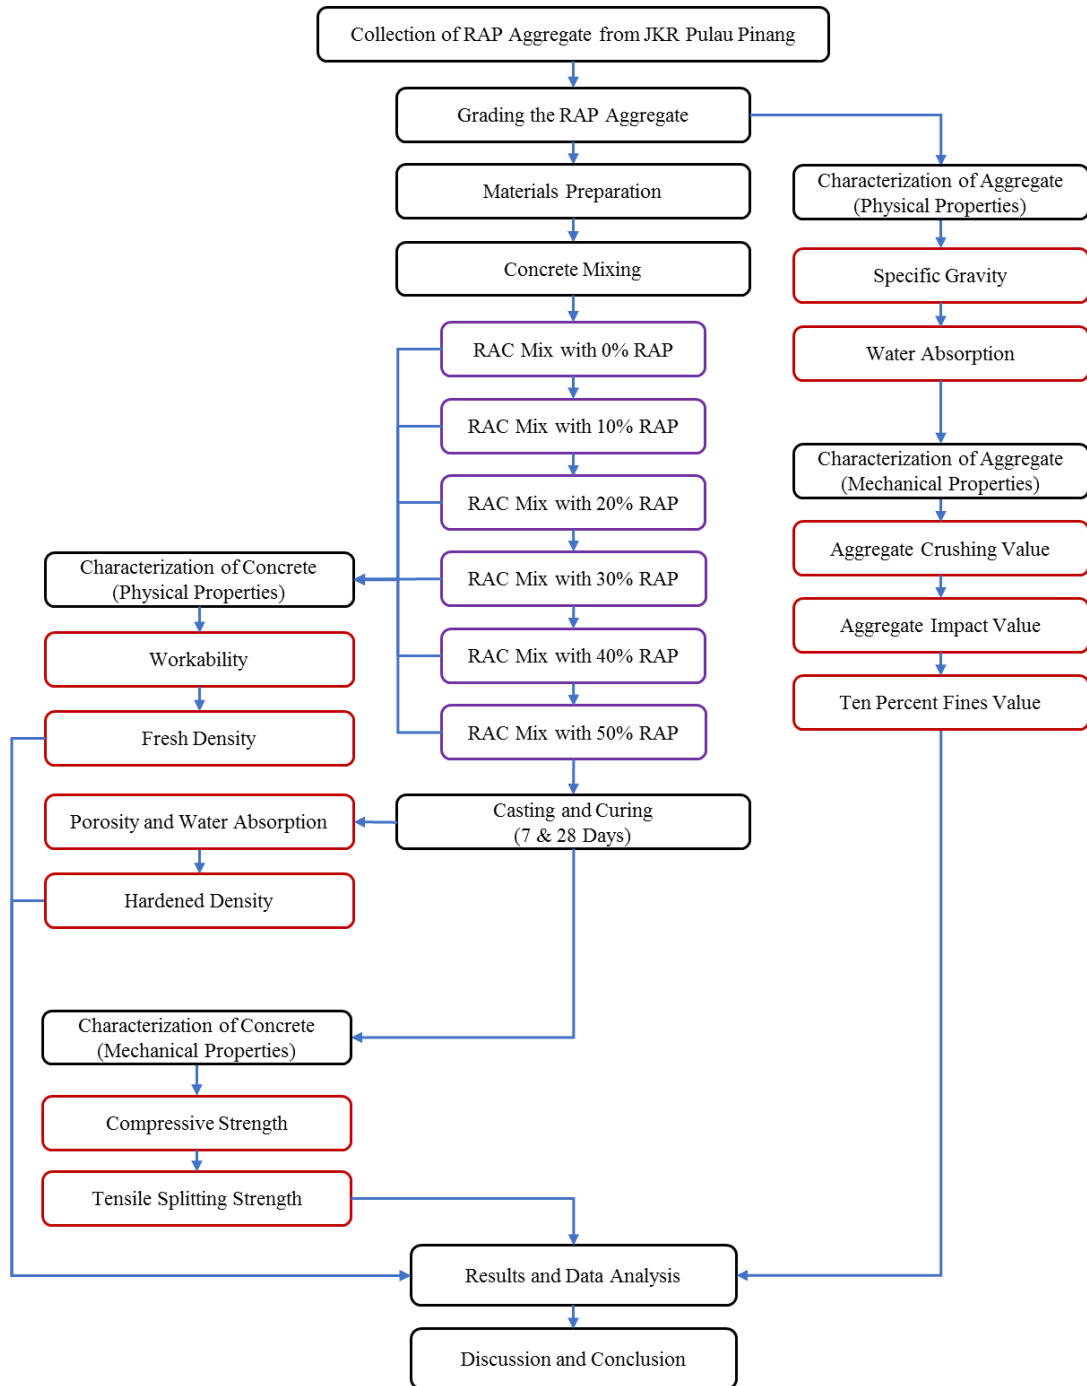 Collection of RAP Aggregate from JKR Pulau Pinang
Grading the RAP Aggregate
Materials Preparation
Concrete Mixing
RAC Mix with 0% RAP
RAC Mix with 10% RAP
RAC Mix with 20% RAP
RAC Mix with 30% RAP
RAC Mix with 40% RAP
RAC Mix with 50% RAP
Casting and Curing
(7 & 28 Days)
Characterization of Aggregate
(Physical Properties)
Specific Gravity
Water Absorption
Characterization of Aggregate
(Mechanical Properties)
Aggregate Crushing Value
Aggregate Impact Value
Ten Percent Fines Value
Characterization of Concrete
(Physical Properties)
Workability
Fresh Density
Porosity and Water Absorption
Hardened Density
Characterization of Concrete
(Mechanical Properties)
Compressive Strength
Tensile Splitting Strength
Results and Data Analysis
Discussion and Conclusion